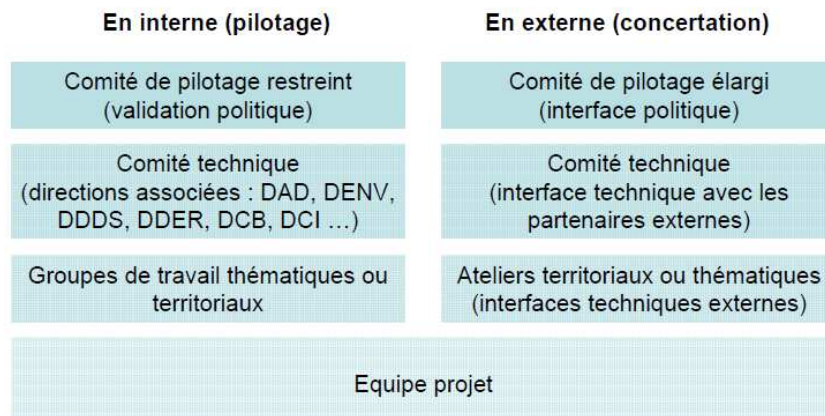 En interne (pilotage)
Comité de pilotage restreint
(validation politique)
Comité technique
(directions associées : DAD, DENV,
DDDS, DDER, DCB, DCI …)
Groupes de travail thématiques ou
territoriaux
En externe (concertation)
Comité de pilotage élargi
(interface politique)
Comité technique
(interface technique avec les
partenaires externes)
Ateliers territoriaux ou thématiques
(interfaces techniques externes)
Equipe projet